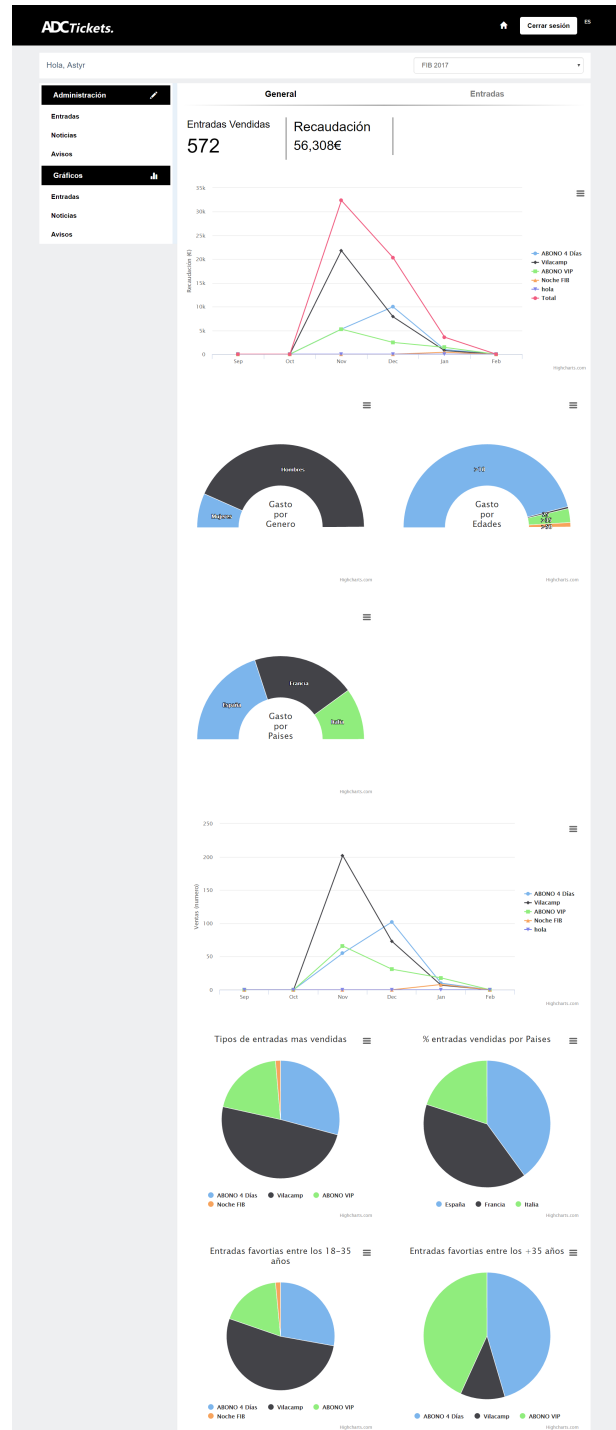 ADCTickets.
Cerrar sesión
ES
Hola, Astyr
FIB 2017
Administración
Entradas
Noticias
Avisos
Gráficos
Entradas
Noticias
Avisos
General
Entradas
Entradas Vendidas
572
Recaudación
56,308€
Recaudación (€)
35k
30k
25k
20k
15k
10k
5k
0
Sep
Oct
Nov
Dec
Jan
Feb
ABONO 4 Días
Vilacamp
ABONO VIP
Noche FIB
hola
Total
Highcharts.com
Mujeres
Hombres
Gasto
por
Genero
Highcharts.com
Gasto
por
Edades
Highcharts.com
España
Francia
Italia
Gasto
por
Paises
Highcharts.com
Ventas (numero)
250
200
150
100
50
0
Sep
Oct
Nov
Dec
Jan
Feb
ABONO 4 Días
Vilacamp
ABONO VIP
Noche FIB
hola
Highcharts.com
Tipos de entradas mas vendidas
ABONO 4 Días
Vilacamp
ABONO VIP
Noche FIB
Highcharts.com
% entradas vendidas por Paises
España
Francia
Italia
Highcharts.com
Entradas favortias entre los 18-35
años
ABONO 4 Días
Vilacamp
ABONO VIP
Noche FIB
Highcharts.com
Entradas favortias entre los +35 años
ABONO 4 Días
Vilacamp
ABONO VIP
Highcharts.com